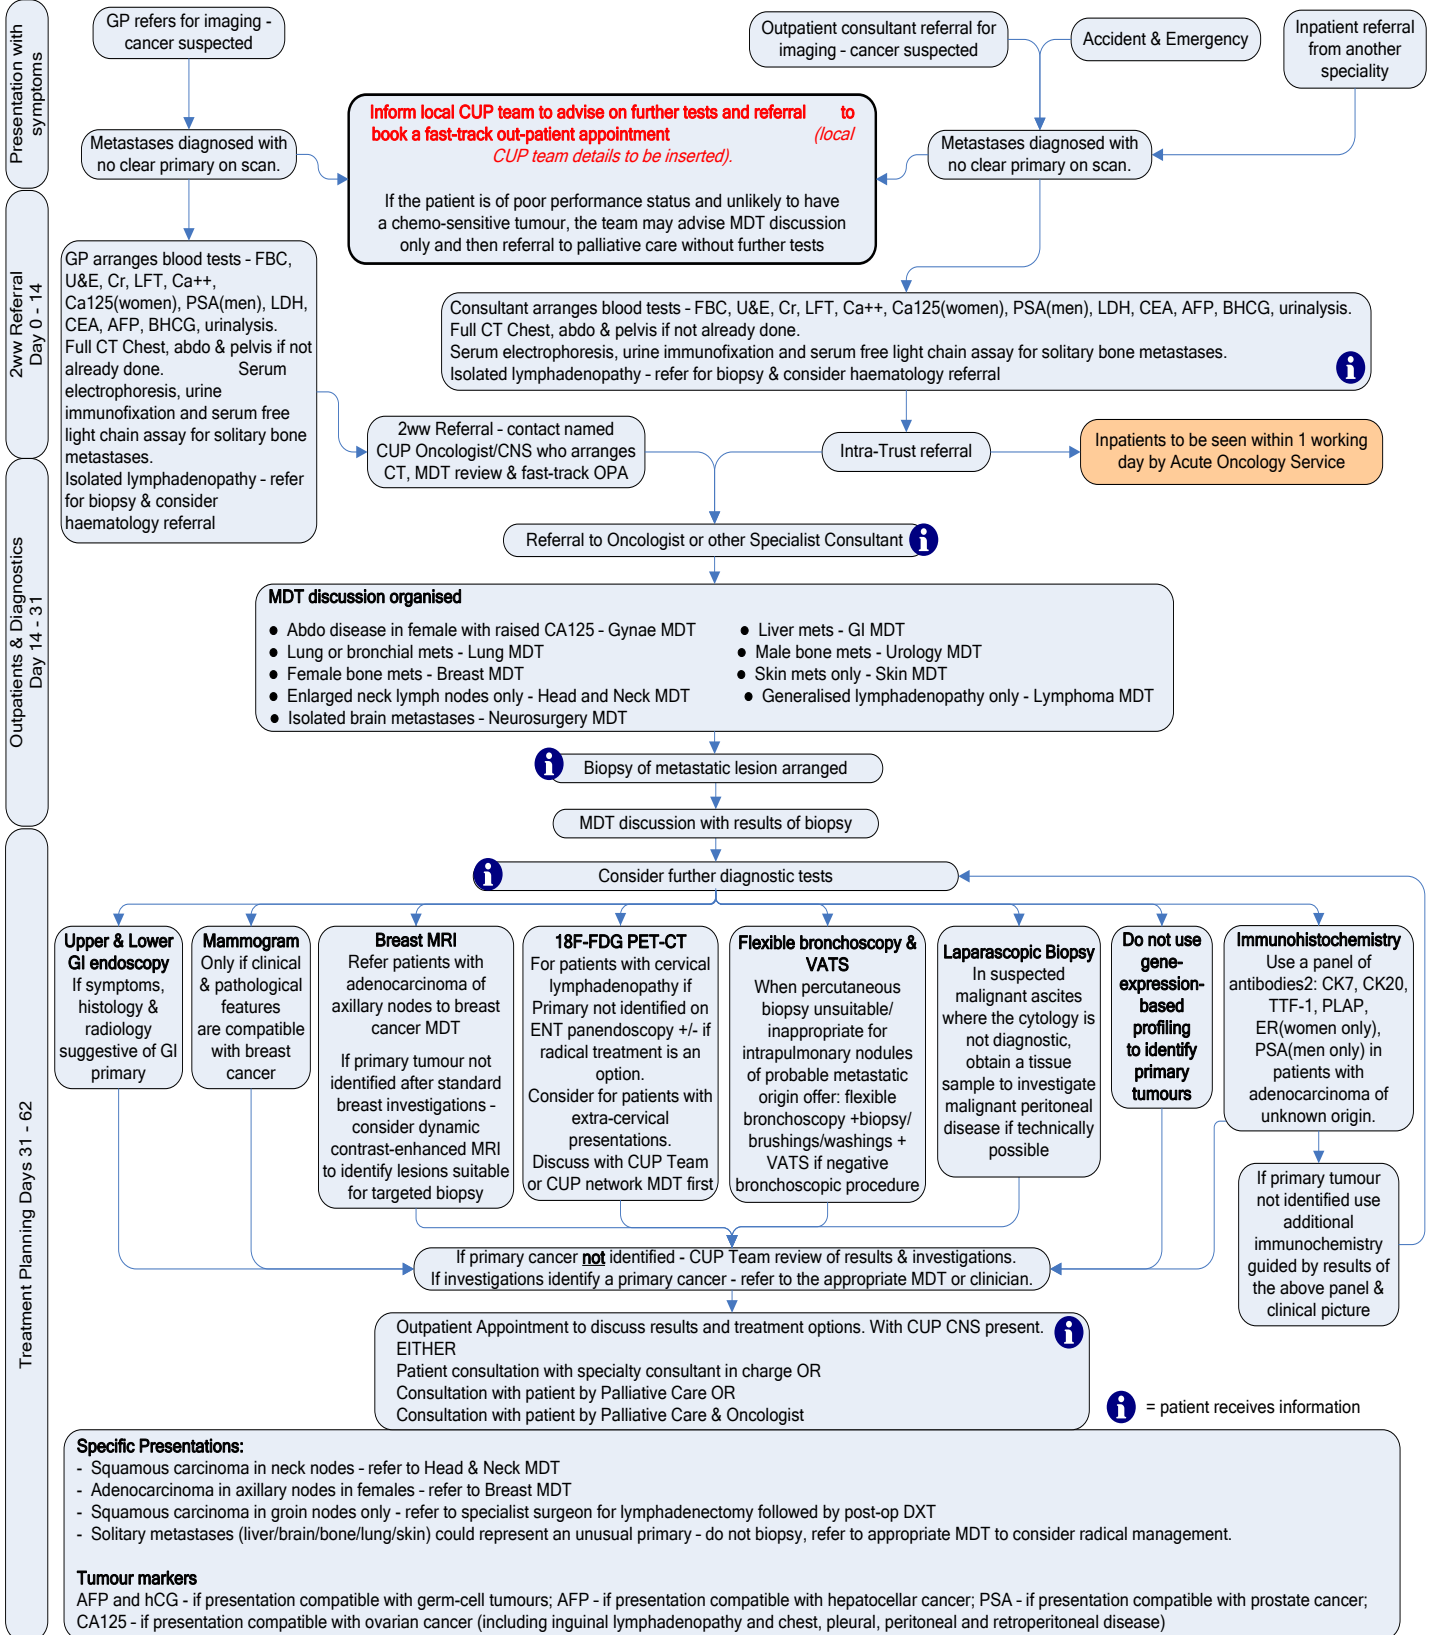 Presentation with
symptoms
GP refers for imaging -
cancer suspected
Outpatient consultant referral for
imaging - cancer suspected
Accident & Emergency
Inpatient referral
from another
speciality
Metastases diagnosed with
no clear primary on scan.
Inform local CUP team to advise on further tests and referral to
book a fast-track out-patient appointment (local
CUP team details to be inserted).
If the patient is of poor performance status and unlikely to have
a chemo-sensitive tumour, the team may advise MDT discussion
only and then referral to palliative care without further tests
Metastases diagnosed with
no clear primary on scan.
2ww Referral
Day 0 - 14
GP arranges blood tests - FBC,
U&E, Cr, LFT, Ca++,
Ca125(women), PSA(men), LDH,
CEA, AFP, BHCG, urinalysis.
Full CT Chest, abdo & pelvis if not
already done. Serum
electrophoresis, urine
immunofixation and serum free
light chain assay for solitary bone
metastases.
Isolated lymphadenopathy - refer
for biopsy & consider
haematology referral
Consultant arranges blood tests - FBC, U&E, Cr, LFT, Ca++, Ca125(women), PSA(men), LDH, CEA, AFP, BHCG, urinalysis.
Full CT Chest, abdo & pelvis if not already done.
Serum electrophoresis, urine immunofixation and serum free light chain assay for solitary bone metastases.
Isolated lymphadenopathy - refer for biopsy & consider haematology referral
i
2ww Referral - contact named
CUP Oncologist/CNS who arranges
CT, MDT review & fast-track OPA
Intra-Trust referral
Inpatients to be seen within 1 working
day by Acute Oncology Service
Outpatients & Diagnostics
Day 14 - 31
Referral to Oncologist or other Specialist Consultant
i
MDT discussion organised
● Abdo disease in female with raised CA125 - Gynae MDT
● Lung or bronchial mets - Lung MDT
● Female bone mets - Breast MDT
● Enlarged neck lymph nodes only - Head and Neck MDT
● Isolated brain metastases - Neurosurgery MDT
● Liver mets - GI MDT
● Male bone mets - Urology MDT
● Skin mets only - Skin MDT
● Generalised lymphadenopathy only - Lymphoma MDT
i
Biopsy of metastatic lesion arranged
MDT discussion with results of biopsy
Treatment Planning Days 31 - 62
i
Consider further diagnostic tests
Upper & Lower
GI endoscopy
If symptoms,
histology &
radiology
suggestive of GI
primary
Mammogram
Only if clinical
& pathological
features
are compatible
with breast
cancer
Breast MRI
Refer patients with
adenocarcinoma of
axillary nodes to breast
cancer MDT
If primary tumour not
identified after standard
breast investigations -
consider dynamic
contrast-enhanced MRI
to identify lesions suitable
for targeted biopsy
18F-FDG PET-CT
For patients with cervical
lymphadenopathy if
Primary not identified on
ENT panendoscopy +/- if
radical treatment is an
option.
Consider for patients with
extra-cervical
presentations.
Discuss with CUP Team
or CUP network MDT first
Flexible bronchoscopy &
VATS
When percutaneous
biopsy unsuitable/
inappropriate for
intrapulmonary nodules
of probable metastatic
origin offer: flexible
bronchoscopy +biopsy/
brushings/washings +
VATS if negative
bronchoscopic procedure
Laparascopic Biopsy
In suspected
malignant ascites
where the cytology is
not diagnostic,
obtain a tissue
sample to investigate
malignant peritoneal
disease if technically
possible
Do not use
gene-
expression-
based
profiling
to identify
primary
tumours
Immunohistochemistry
Use a panel of
antibodies2: CK7, CK20,
TTF-1, PLAP,
ER(women only),
PSA(men only) in
patients with
adenocarcinoma of
unknown origin.
If primary tumour
not identified use
additional
immunochemistry
guided by results of
the above panel &
clinical picture
If primary cancer not identified - CUP Team review of results & investigations.
If investigations identify a primary cancer - refer to the appropriate MDT or clinician.
Outpatient Appointment to discuss results and treatment options. With CUP CNS present.
EITHER
Patient consultation with specialty consultant in charge OR
Consultation with patient by Palliative Care OR
Consultation with patient by Palliative Care & Oncologist
i
i = patient receives information
Specific Presentations:
- Squamous carcinoma in neck nodes - refer to Head & Neck MDT
- Adenocarcinoma in axillary nodes in females - refer to Breast MDT
- Squamous carcinoma in groin nodes only - refer to specialist surgeon for lymphadenectomy followed by post-op DXT
- Solitary metastases (liver/brain/bone/lung/skin) could represent an unusual primary - do not biopsy, refer to appropriate MDT to consider radical management.
Tumour markers
AFP and hCG - if presentation compatible with germ-cell tumours; AFP - if presentation compatible with hepatocellar cancer; PSA - if presentation compatible with prostate cancer;
CA125 - if presentation compatible with ovarian cancer (including inguinal lymphadenopathy and chest, pleural, peritoneal and retroperitoneal disease)